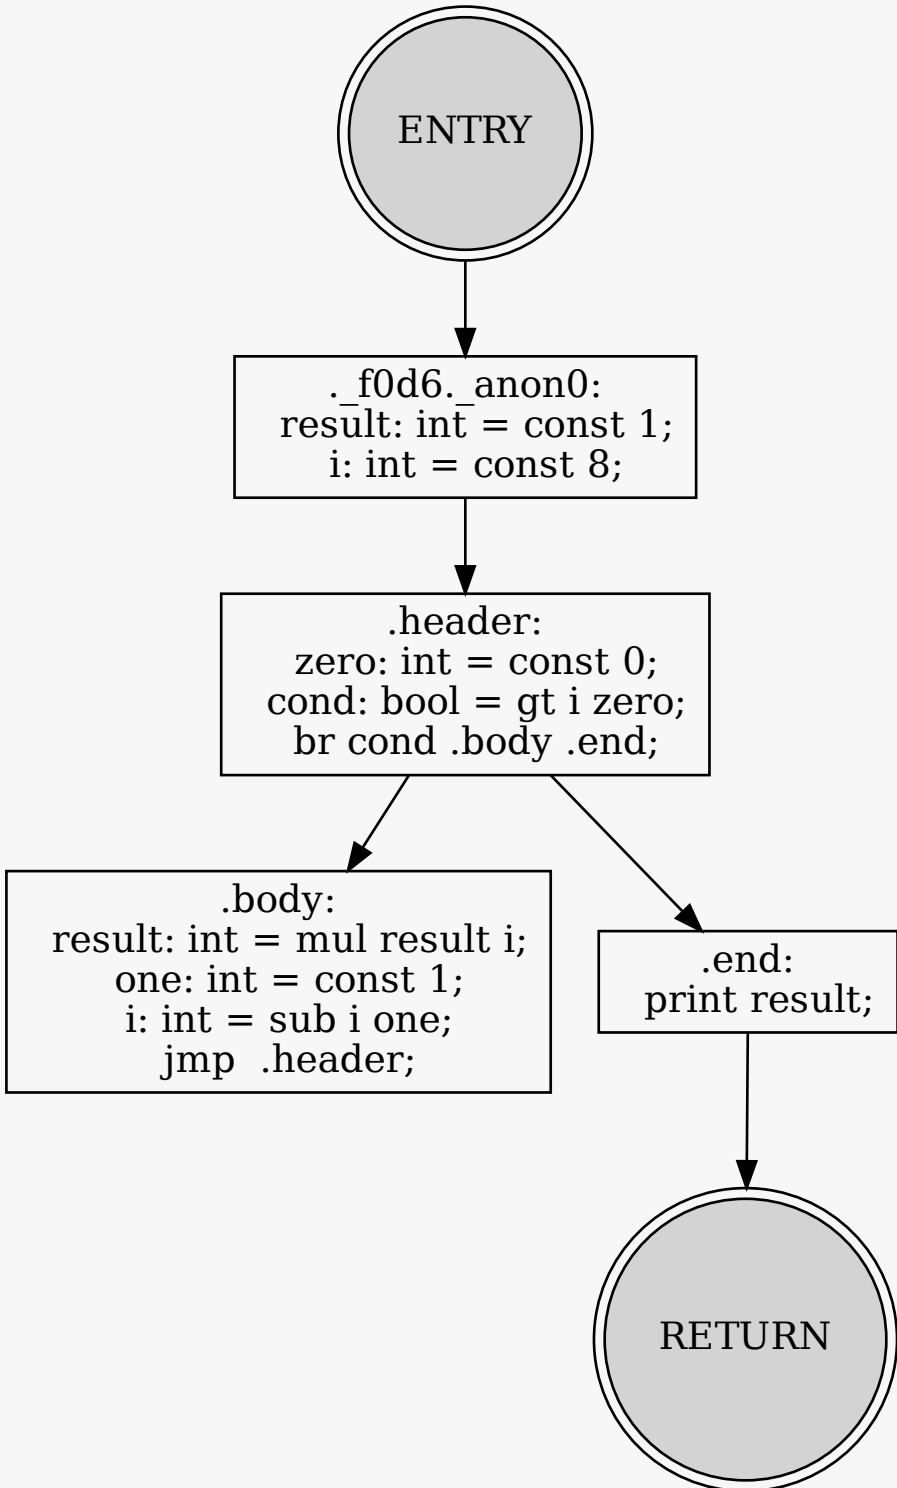 ENTRY
._f0d6._anon0:
result: int = const 1;
i: int = const 8;
.header:
zero: int = const 0;
cond: bool = gt i zero;
br cond .body .end;
.body:
result: int = mul result i;
one: int = const 1;
i: int = sub i one;
jmp  .header;
.end:
print result;
RETURN